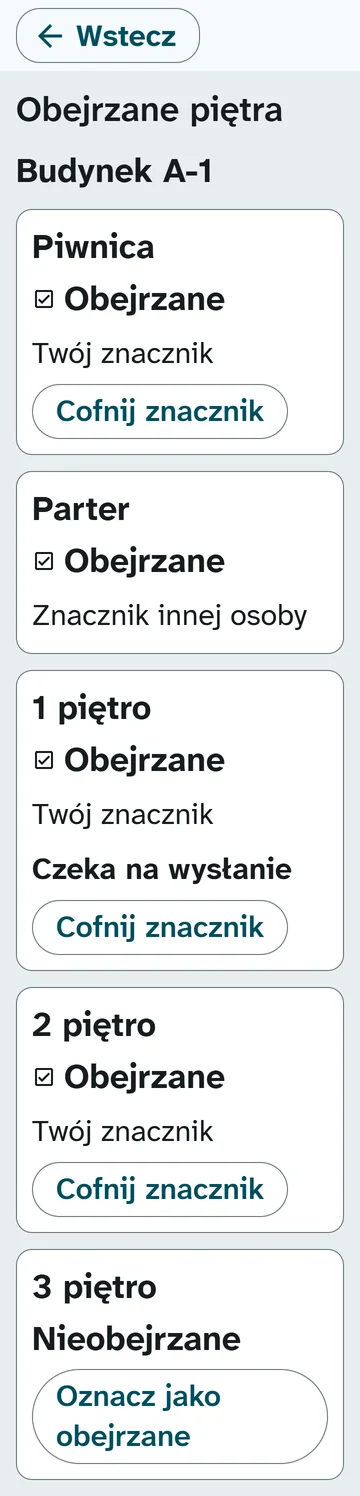 ← Wstecz
Obejrzane piętra
Budynek A-1
Piwnica
☑ Obejrzane
Twój znacznik
Cofnij znacznik
Parter
☑ Obejrzane
Znacznik innej osoby
1 piętro
☑ Obejrzane
Twój znacznik
Czeka na wysłanie
Cofnij znacznik
2 piętro
☑ Obejrzane
Twój znacznik
Cofnij znacznik
3 piętro
Nieobejrzane
Oznacz jako
obejrzane